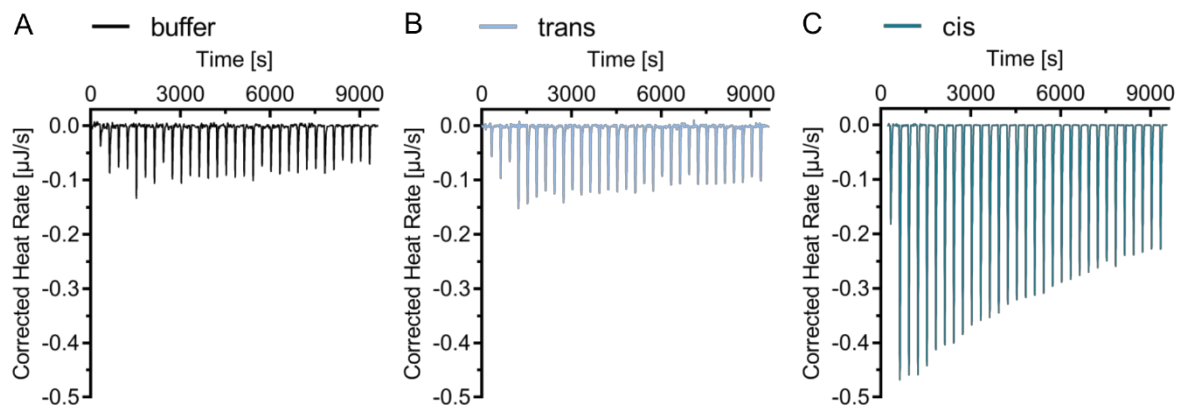 A buffer
Time [s]
0 3000 6000 9000
Corrected Heat Rate [µJ/s]
0.0
-0.1
-0.2
-0.3
-0.4
-0.5
B trans
Time [s]
0 3000 6000 9000
Corrected Heat Rate [µJ/s]
0.0
-0.1
-0.2
-0.3
-0.4
-0.5
C cis
Time [s]
0 3000 6000 9000
Corrected Heat Rate [µJ/s]
0.0
-0.1
-0.2
-0.3
-0.4
-0.5